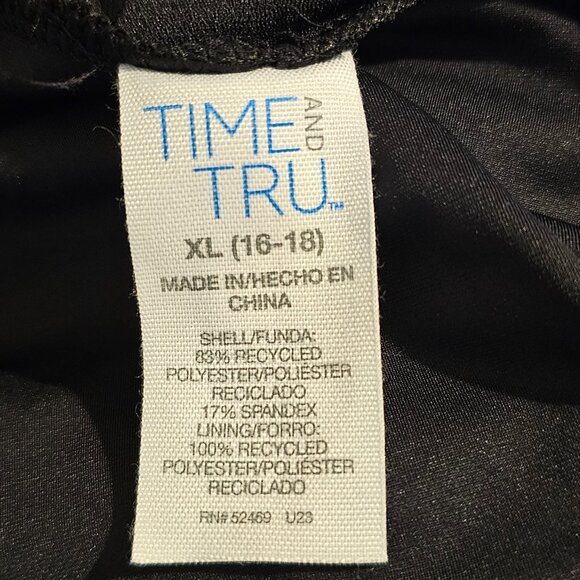 TIME AND
TRU™
XL (16-18)
MADE IN/HECHO EN
CHINA
SHELL/FUNDA:
83% RECYCLED
POLYESTER/POLIÉSTER
RECICLADO
17% SPANDEX
LINING/FORRO:
100% RECYCLED
POLYESTER/POLIÉSTER
RECICLADO
RN# 52469 U23